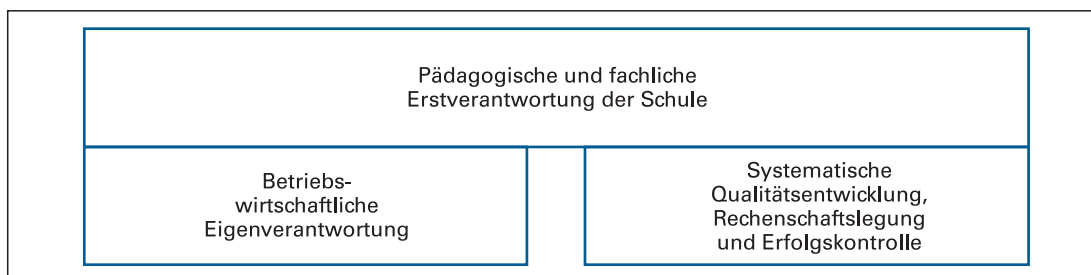 Pädagogische und fachliche
Erstverantwortung der Schule
Betriebs-
wirtschaftliche
Eigenverantwortung
Systematische
Qualitätsentwicklung,
Rechenschaftslegung
und Erfolgskontrolle